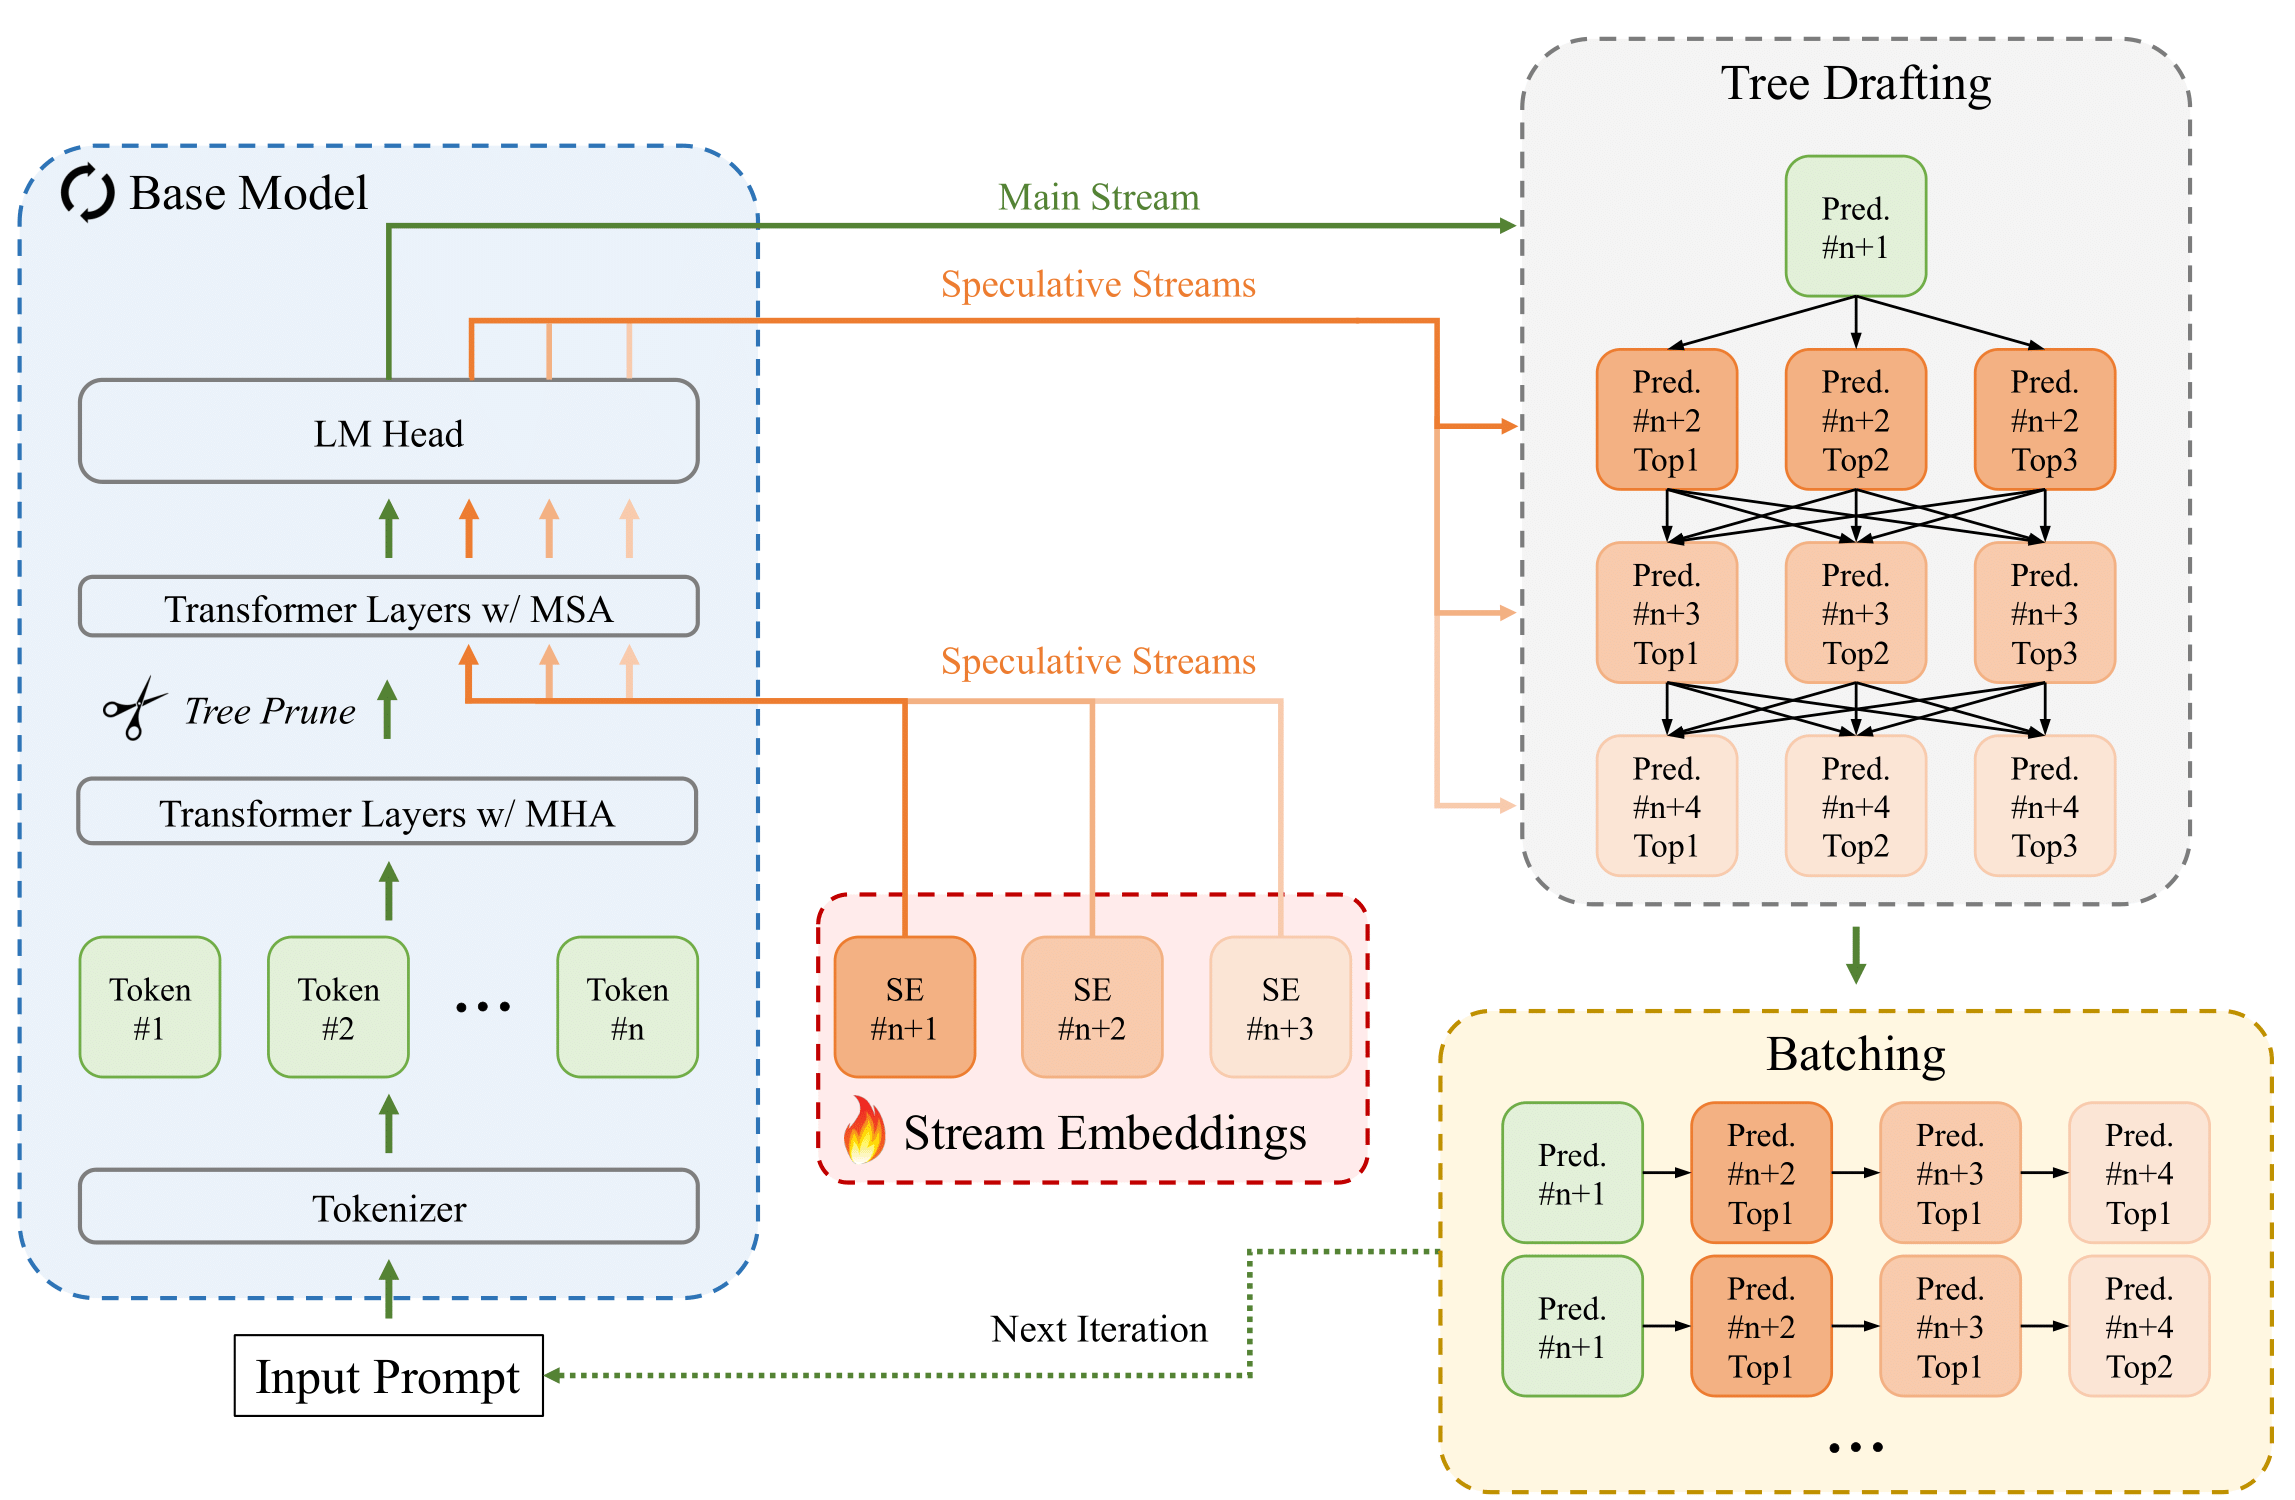 Base Model
LM Head
Transformer Layers w/ MSA
Tree Prune
Transformer Layers w/ MHA
Token
#1
Token
#2
...
Token
#n
Tokenizer
Input Prompt
Main Stream
Speculative Streams
Speculative Streams
SE
#n+1
SE
#n+2
SE
#n+3
Stream Embeddings
Next Iteration
Tree Drafting
Pred.
#n+1
Pred.
#n+2
Top1
Pred.
#n+2
Top2
Pred.
#n+2
Top3
Pred.
#n+3
Top1
Pred.
#n+3
Top2
Pred.
#n+3
Top3
Pred.
#n+4
Top1
Pred.
#n+4
Top2
Pred.
#n+4
Top3
Batching
Pred.
#n+1
Pred.
#n+2
Top1
Pred.
#n+3
Top1
Pred.
#n+4
Top1
Pred.
#n+1
Pred.
#n+2
Top1
Pred.
#n+3
Top1
Pred.
#n+4
Top2
...